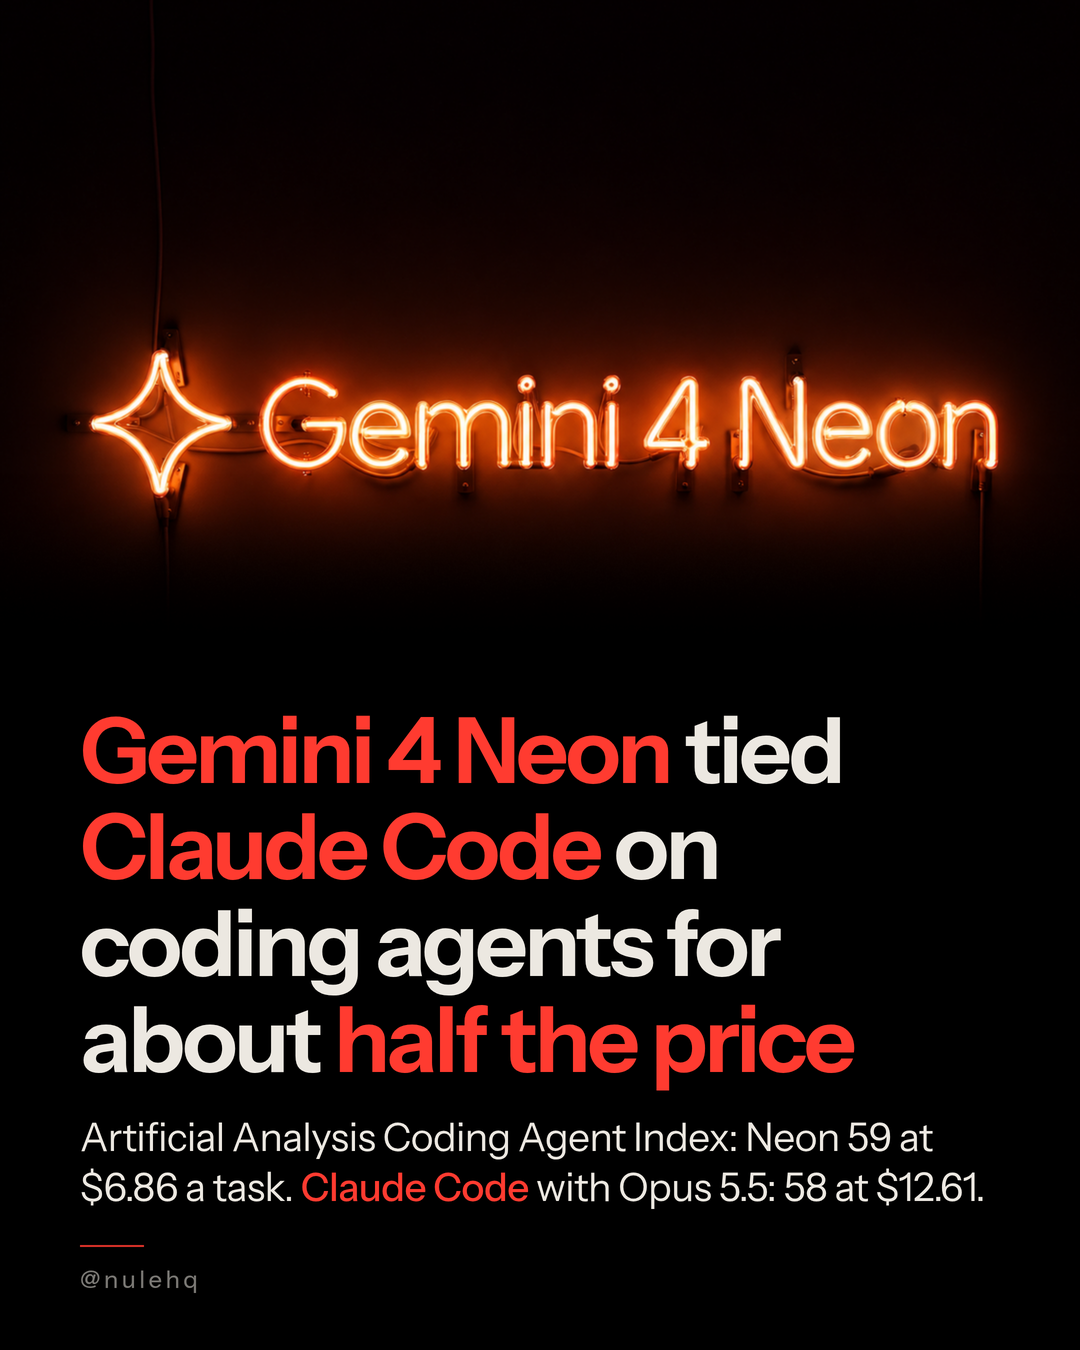 Gemini 4 Neon
Gemini 4 Neon tied
Claude Code on
coding agents for
about half the price
Artificial Analysis Coding Agent Index: Neon 59 at
$6.86 a task. Claude Code with Opus 5.5: 58 at $12.61.
@nulehq